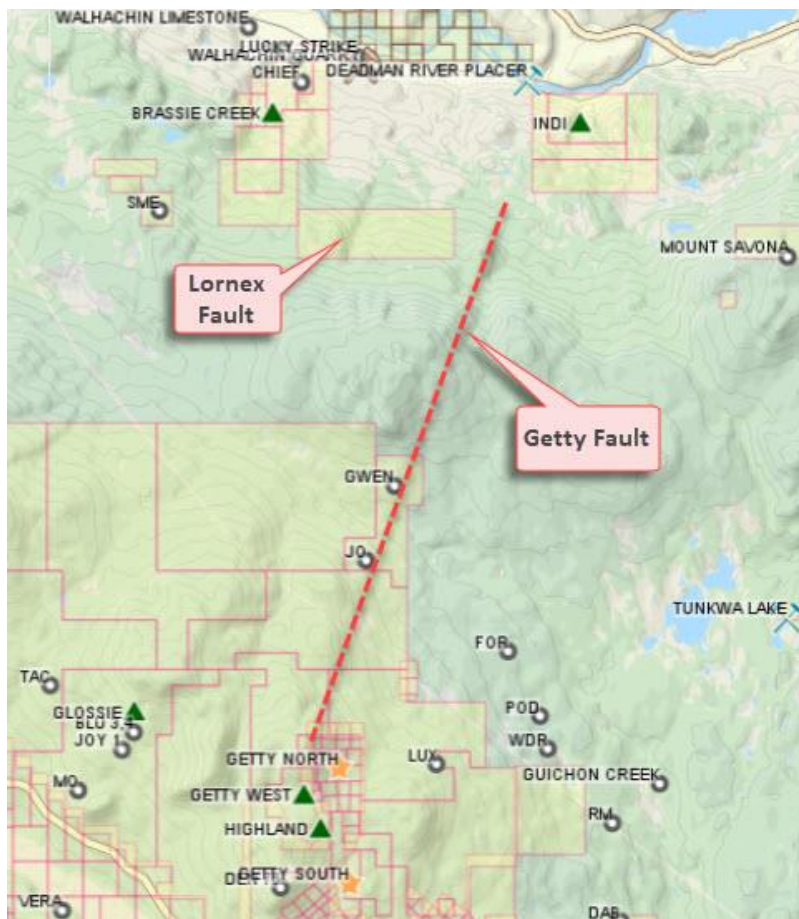 WALHACHIN LIMESTONE
LUCKY STRIKE
WALHACHIN QUARRY
CHIEF
DEADMAN RIVER PLACER
BRASSIE CREEK
INDI
SME
MOUNT SAVONA
Lornex
Fault
Getty Fault
GWEN
JO
TUNKWA LAKE
FOR
TAC
GLOSSIE
BLU 3,4
JOY 1
POD
WDR
GETTY NORTH
LUX
GUICHON CREEK
MO
GETTY WEST
HIGHLAND
RM
GETTY SOUTH
VERA
DAB